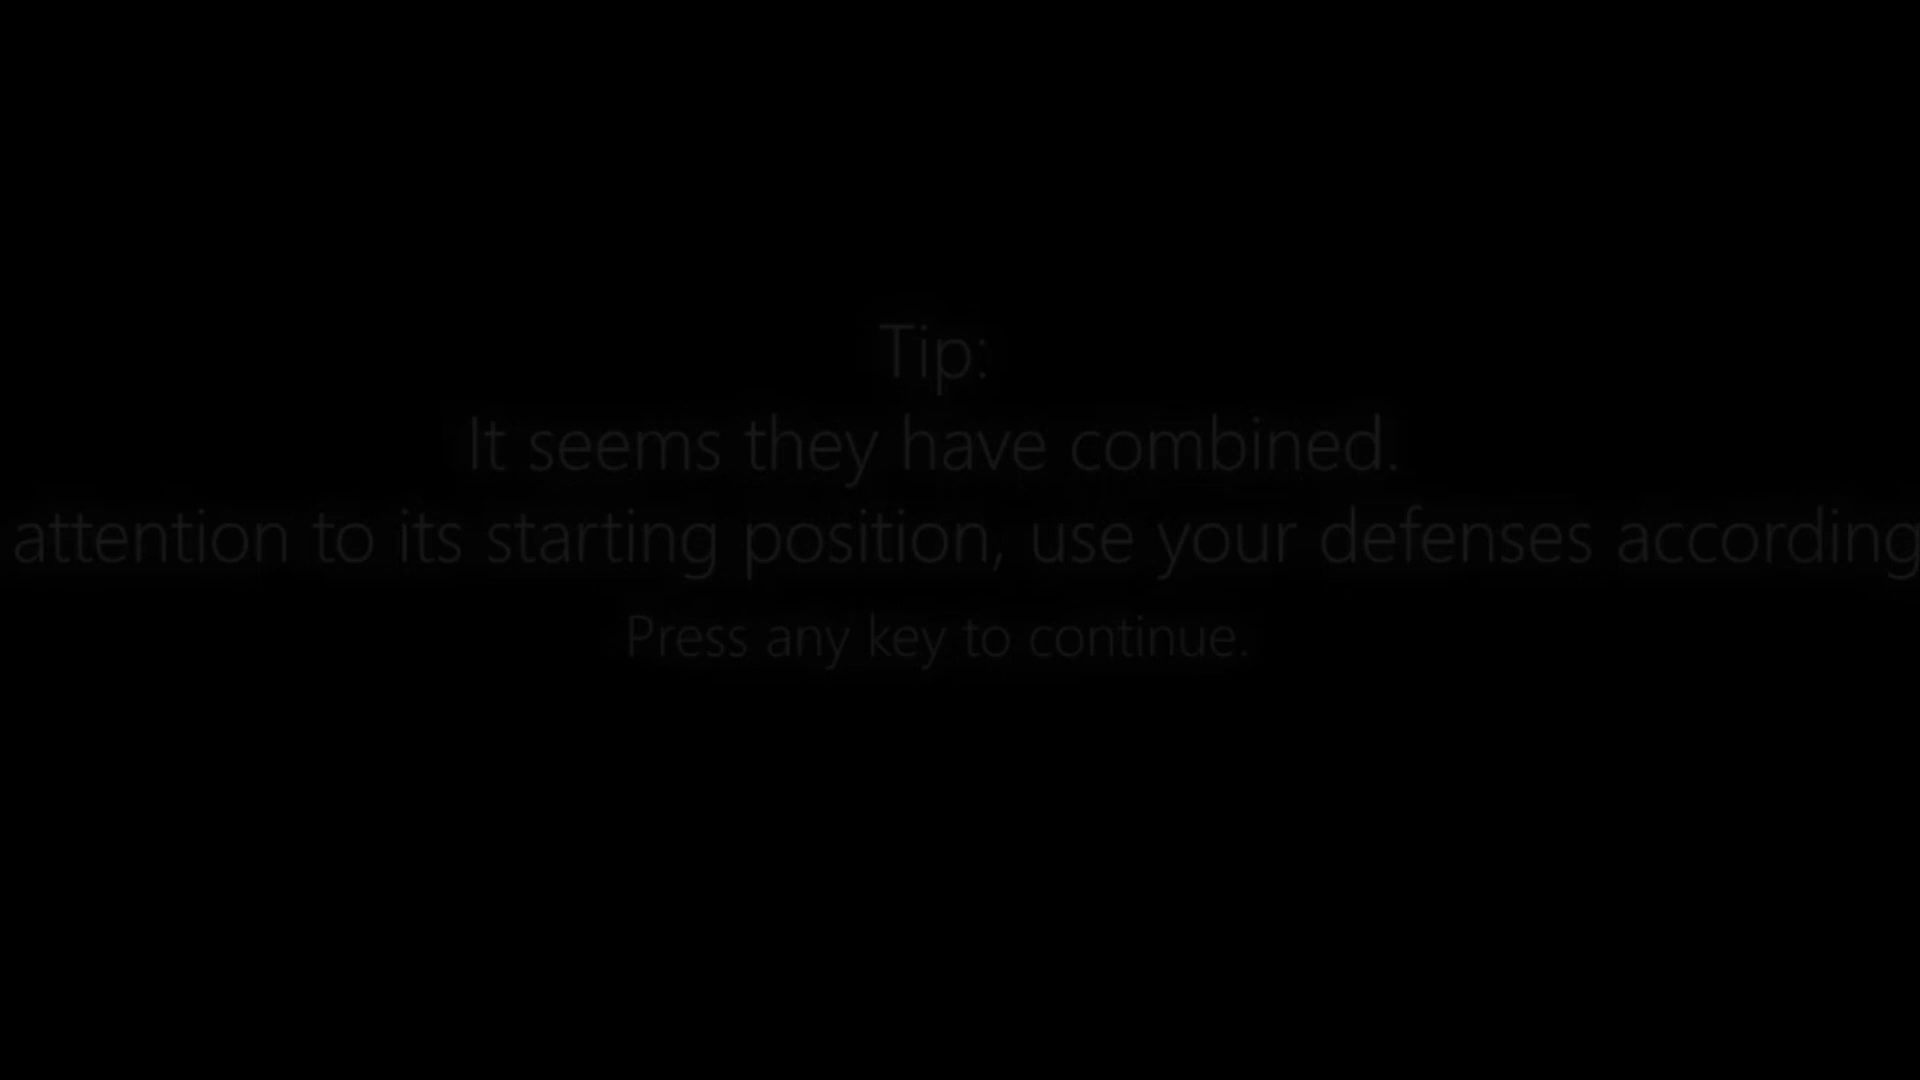 Tip:
It seems they have combined.
attention to its starting position, use your defenses according
Press any key to continue.